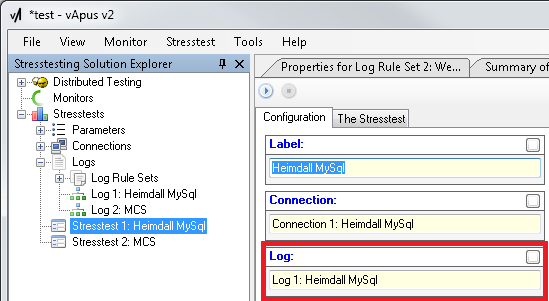 *test - vApus v2
File View Monitor Stresstest Tools Help
Stresstesting Solution Explorer
Distributed Testing
Monitors
Stresstests
Parameters
Connections
Logs
Log Rule Sets
Log 1: Heimdall MySql
Log 2: MCS
Stresstest 1: Heimdall MySql
Stresstest 2: MCS
Properties for Log Rule Set 2: We... Summary of
Configuration The Stresstest
Label:
Heimdall MySql
Connection:
Connection 1: Heimdall MySql
Log:
Log 1: Heimdall MySql